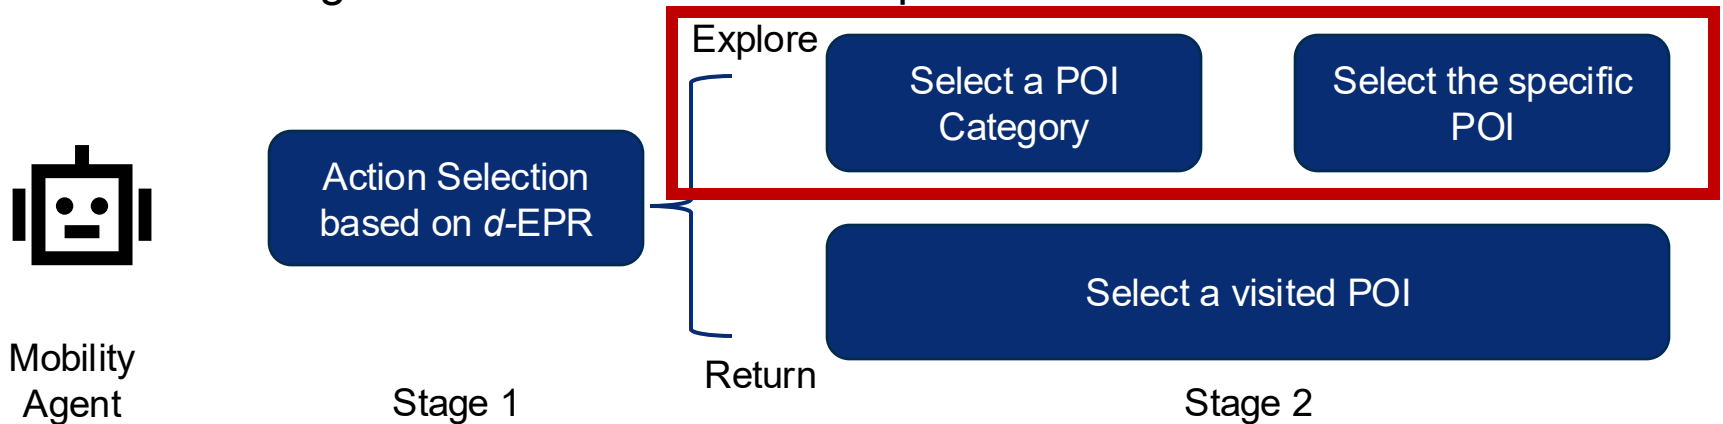 Explore
Select a POI
Category
Select the specific
POI
Action Selection
based on d-EPR
Select a visited POI
Return
Mobility
Agent
Stage 1
Stage 2